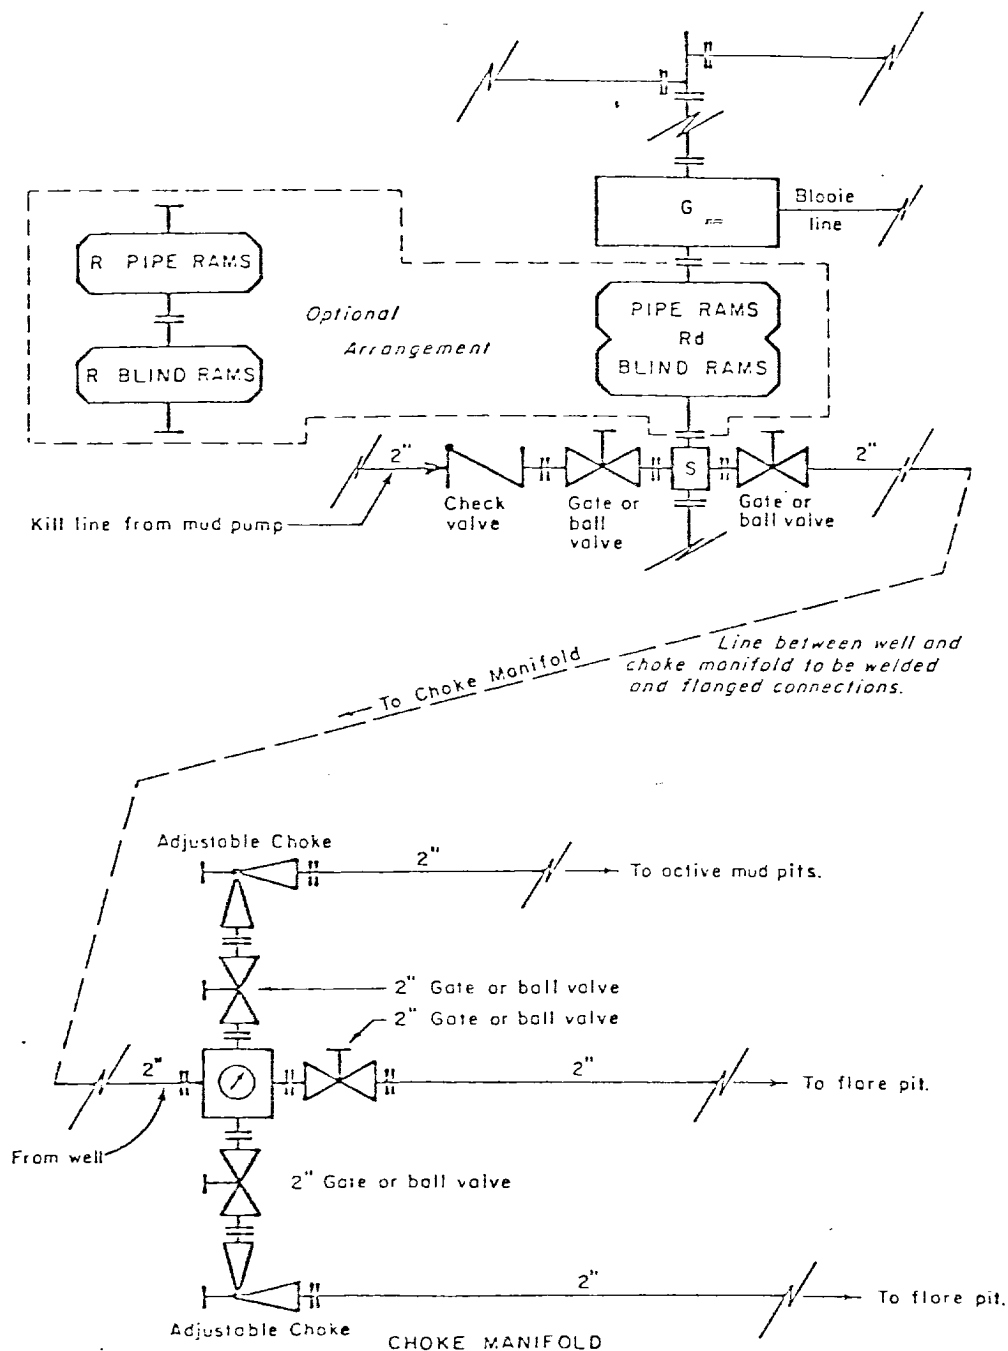 G
Blooie
line
R PIPE RAMS
R BLIND RAMS
Optional
Arrangement
PIPE RAMS
Rd
BLIND RAMS
2"
S
2"
Kill line from mud pump
Check
valve
Gate or
ball
valve
Gate or
ball valve
Line between well and
choke manifold to be welded
and flanged connections.
To Choke Manifold
Adjustable Choke
2"
To active mud pits.
2" Gate or ball valve
2" Gate or ball valve
2"
2"
To flare pit.
From well
2" Gate or ball valve
2"
To flare pit.
Adjustable Choke
CHOKE MANIFOLD